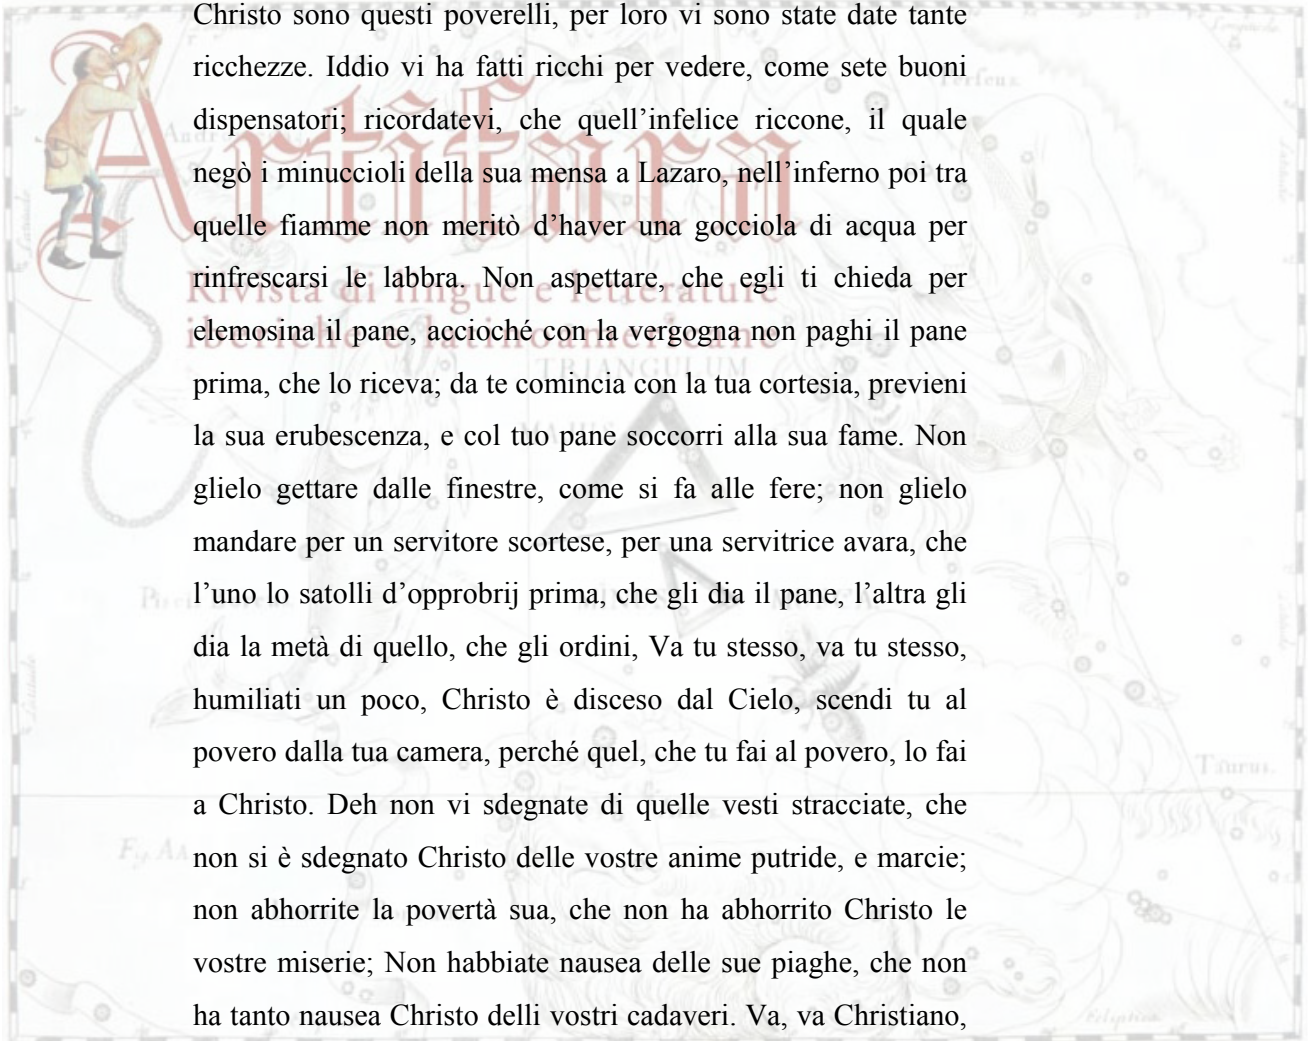 Christo sono questi poverelli, per loro vi sono state date tante
ricchezze. Iddio vi ha fatti ricchi per vedere, come sete buoni
dispensatori; ricordatevi, che quell'infelice riccone, il quale
negò i minuccioli della sua mensa a Lazaro, nell'inferno poi tra
quelle fiamme non meritò d'haver una gocciola di acqua per
rinfrescarsi le labbra. Non aspettare, che egli ti chieda per
elemosina il pane, accioché con la vergogna non paghi il pane
prima, che lo riceva; da te comincia con la tua cortesia, previeni
la sua erubescenza, e col tuo pane soccorri alla sua fame. Non
glielo gettare dalle finestre, come si fa alle fere; non glielo
mandare per un servitore scortese, per una servitrice avara, che
l'uno lo satolli d'opprobrij prima, che gli dia il pane, l'altra gli
dia la metà di quello, che gli ordini, Va tu stesso, va tu stesso,
humiliati un poco, Christo è disceso dal Cielo, scendi tu al
povero dalla tua camera, perché quel, che tu fai al povero, lo fai
a Christo. Deh non vi sdegnate di quelle vesti stracciate, che
non si è sdegnato Christo delle vostre anime putride, e marcie;
non abhorrite la povertà sua, che non ha abhorrito Christo le
vostre miserie; Non habbiate nausea delle sue piaghe, che non
ha tanto nausea Christo delli vostri cadaveri. Va, va Christiano,
Artifara
Rivista di lingue e letterature
iberiche e latinoamericane
TRIANGULUM
Perseus.
Taurus.
Ecliptica